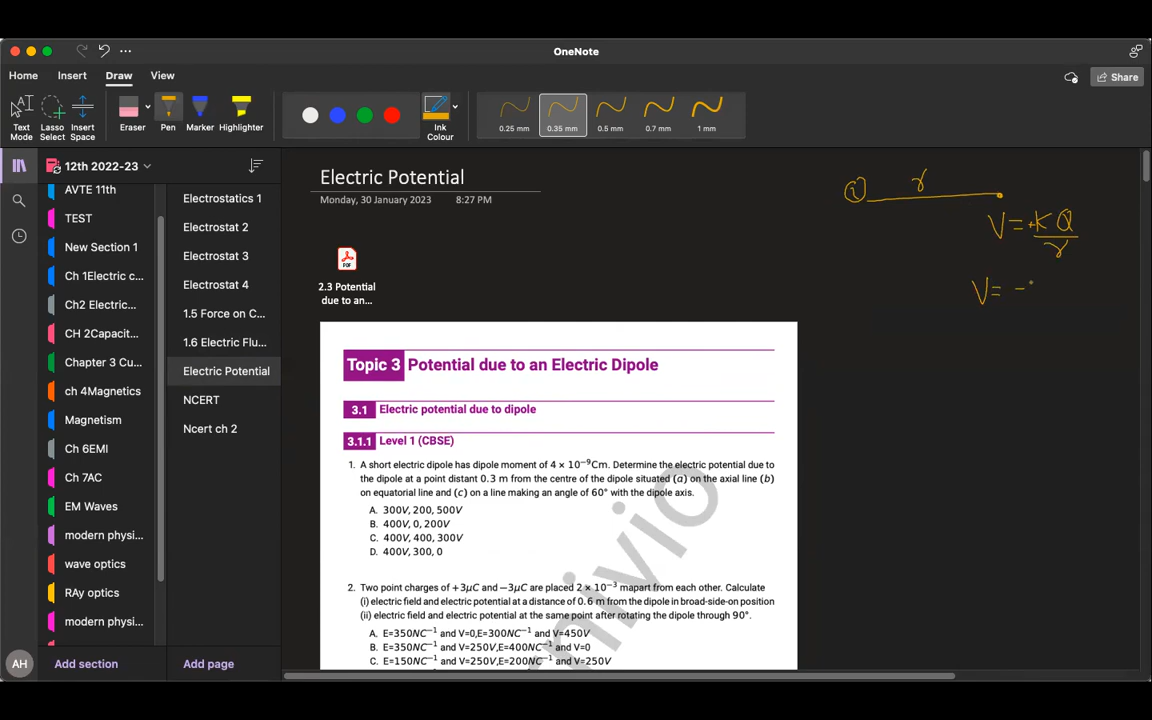 OneNote
Home Insert Draw View
Share
Text Mode
Lasso Select
Insert Space
Eraser
Pen
Marker
Highlighter
Ink Colour
0.25 mm
0.35 mm
0.5 mm
0.7 mm
1 mm
12th 2022-23
AVTE 11th
TEST
New Section 1
Ch 1Electric c...
Ch2 Electric...
CH 2Capacit...
Chapter 3 Cu...
ch 4Magnetics
Magnetism
Ch 6EMI
Ch 7AC
EM Waves
modern physi...
wave optics
RAy optics
modern physi...
AH
Add section
Electrostatics 1
Electrostat 2
Electrostat 3
Electrostat 4
1.5 Force on C...
1.6 Electric Flu...
Electric Potential
NCERT
Ncert ch 2
Add page
Electric Potential
Monday, 30 January 2023 8:27 PM
PDF
2.3 Potential
due to an...
Topic 3 Potential due to an Electric Dipole
3.1 Electric potential due to dipole
3.1.1 Level 1 (CBSE)
1. A short electric dipole has dipole moment of 4 × 10⁻⁹Cm. Determine the electric potential due to
the dipole at a point distant 0.3 m from the centre of the dipole situated (a) on the axial line (b)
on equatorial line and (c) on a line making an angle of 60° with the dipole axis.
A. 300V, 200, 500V
B. 400V, 0, 200V
C. 400V, 400, 300V
D. 400V, 300, 0
2. Two point charges of +3μC and −3μC are placed 2 × 10⁻³ mapart from each other. Calculate
(i) electric field and electric potential at a distance of 0.6 m from the dipole in broad-side-on position
(ii) electric field and electric potential at the same point after rotating the dipole through 90°.
A. E=350NC⁻¹ and V=0,E=300NC⁻¹ and V=450V
B. E=350NC⁻¹ and V=250V,E=400NC⁻¹ and V=0
C. E=150NC⁻¹ and V=250V,E=200NC⁻¹ and V=250V
r
V = +KQ
r
V = -